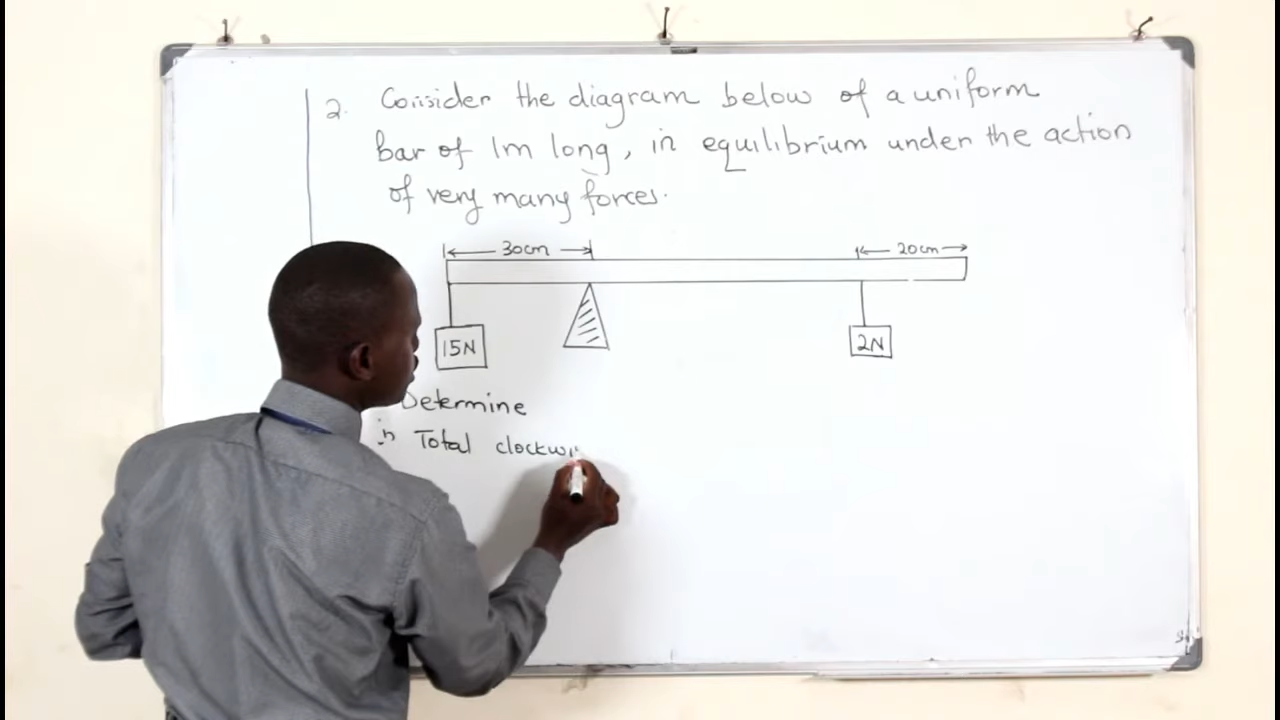 2. Consider the diagram below of a uniform
bar of 1m long, in equilibrium under the action
of very many forces.
30cm 20cm
15N 2N
Determine
Total clockwi